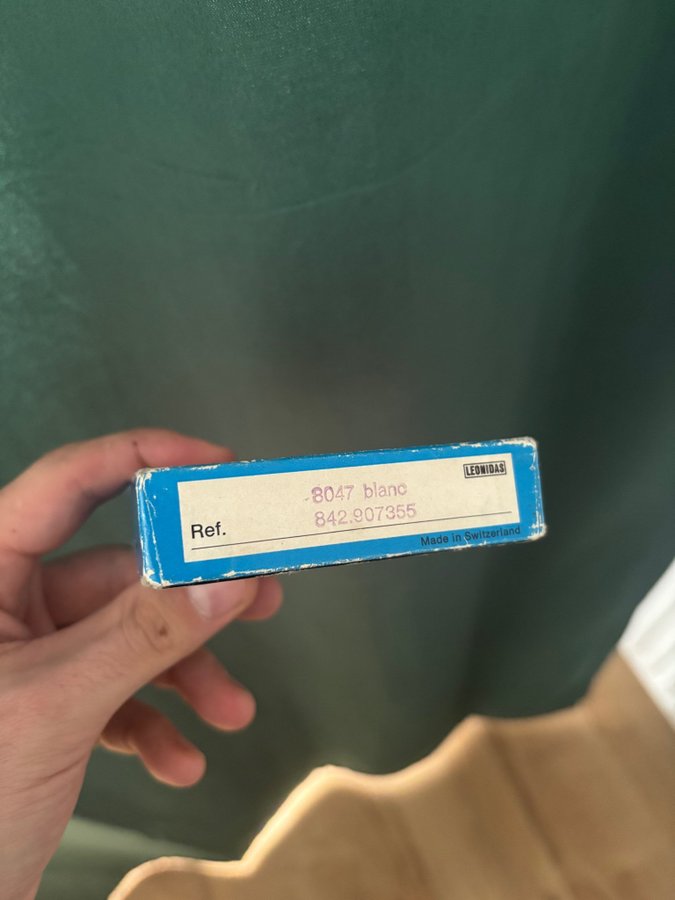 LEONIDAS
8047 blanc
842.907355
Ref.
Made in Switzerland